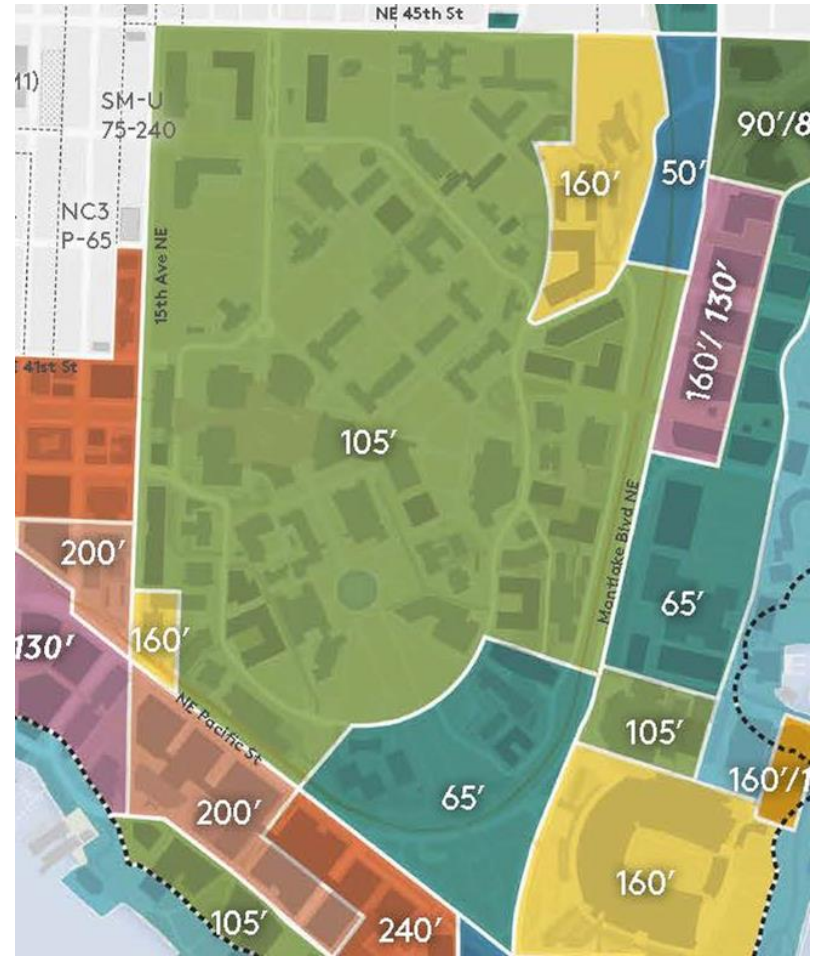 NE 45th St
11)
SM-U
75-240
90'/8
160'
50'
NC3
P-65
15th Ave NE
160'/ 130'
41st St
105'
Montlake Blvd NE
200'
65'
160'
130'
NE Pacific St
105'
160'/1
65'
200'
160'
105'
240'